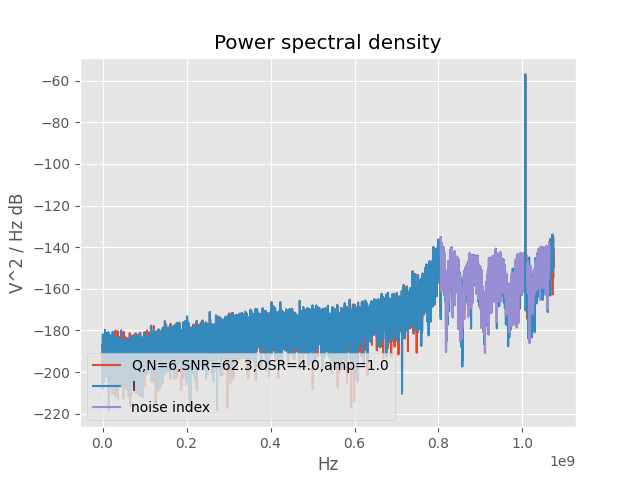 Power spectral density
V^2 / Hz dB
−60
−80
−100
−120
−140
−160
−180
−200
−220
Q,N=6,SNR=62.3,OSR=4.0,amp=1.0
I
noise index
0.0 0.2 0.4 0.6 0.8 1.0
1e9
Hz